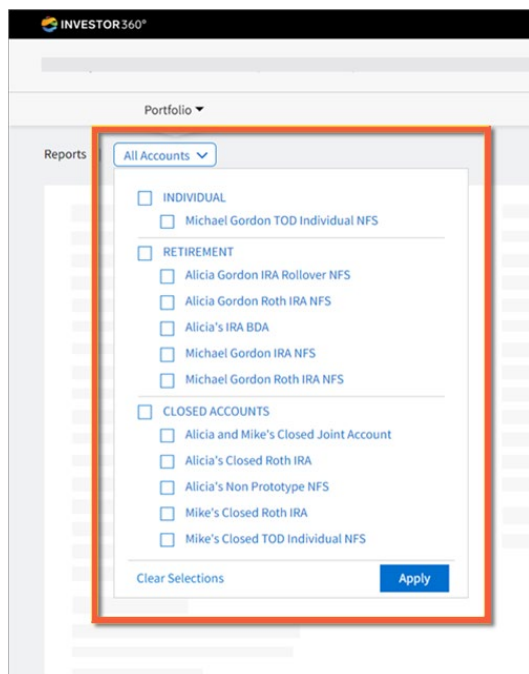 INVESTOR360°
Portfolio
Reports
All Accounts
INDIVIDUAL
Michael Gordon TOD Individual NFS
RETIREMENT
Alicia Gordon IRA Rollover NFS
Alicia Gordon Roth IRA NFS
Alicia's IRA BDA
Michael Gordon IRA NFS
Michael Gordon Roth IRA NFS
CLOSED ACCOUNTS
Alicia and Mike's Closed Joint Account
Alicia's Closed Roth IRA
Alicia's Non Prototype NFS
Mike's Closed Roth IRA
Mike's Closed TOD Individual NFS
Clear Selections
Apply